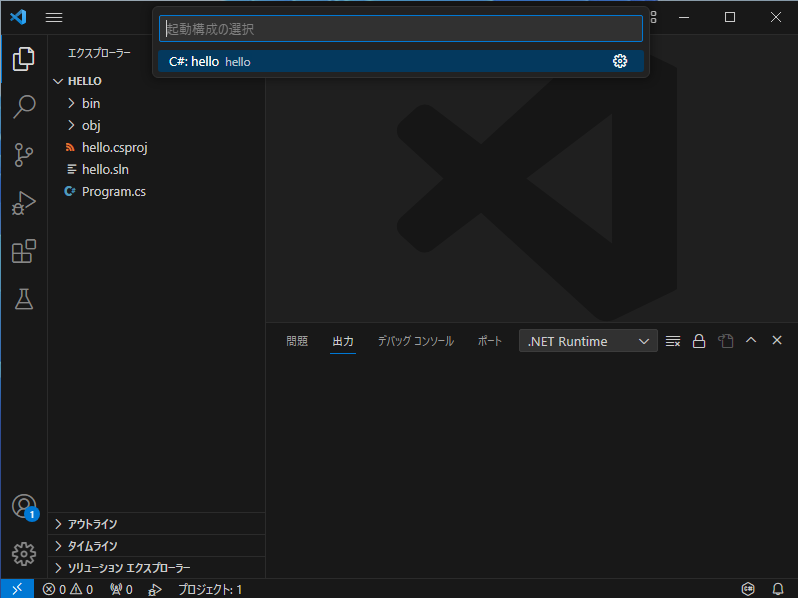 起動構成の選択
C#: hello hello
エクスプローラー
HELLO
bin
obj
hello.csproj
hello.sln
C# Program.cs
問題 出力 デバッグ コンソール ポート .NET Runtime
アウトライン
タイムライン
ソリューション エクスプローラー
1
0 0 0 プロジェクト: 1 C#